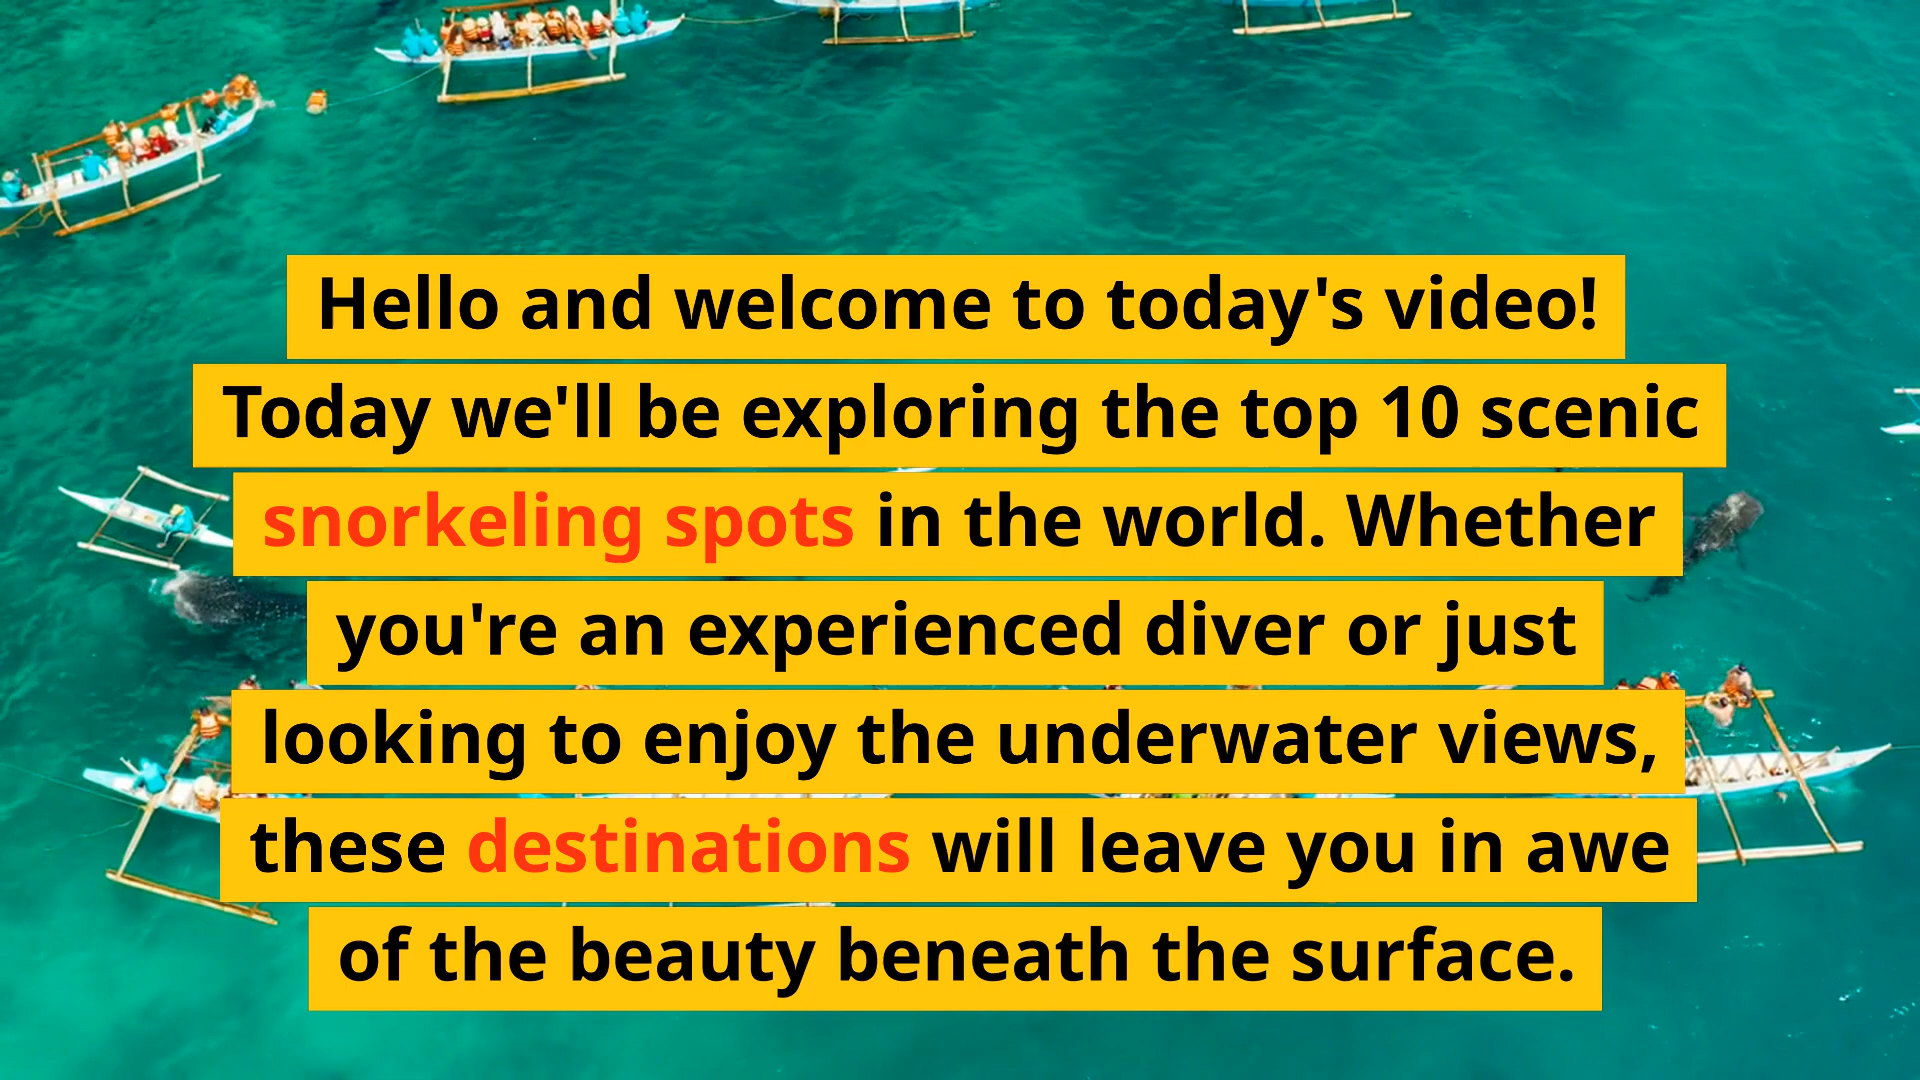 Hello and welcome to today's video!
Today we'll be exploring the top 10 scenic
snorkeling spots in the world. Whether
you're an experienced diver or just
looking to enjoy the underwater views,
these destinations will leave you in awe
of the beauty beneath the surface.